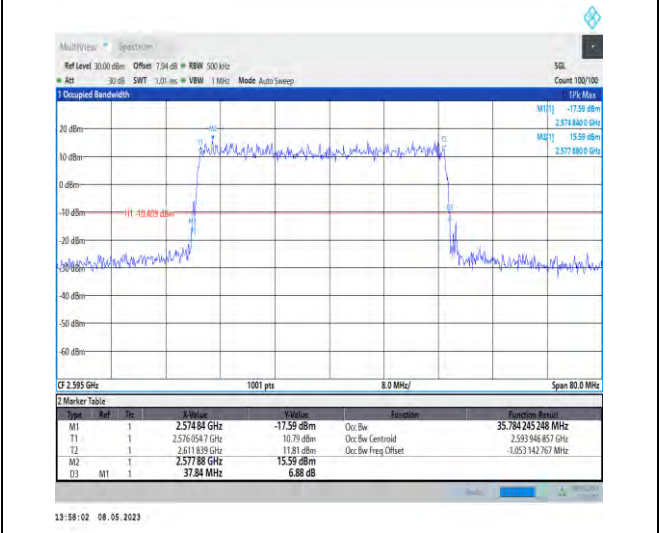 MultiView Spectrum
Ref Level 30.00 dBm Offset 7.94 dB RBW 500 kHz SGL
Att 30 dB SWT 1.01 ms VBW 1 MHz Mode Auto Sweep Count 100/100
1 Occupied Bandwidth 1Pk Max
M1[1] -17.59 dBm
2.574 840 0 GHz
M2[1] 15.59 dBm
2.577 880 0 GHz
20 dBm
10 dBm
0 dBm
-10 dBm H1 -10.409 dBm
-20 dBm
-30 dBm
-40 dBm
-50 dBm
-60 dBm
M2
T1
T2
M1
D3
CF 2.595 GHz 1001 pts 8.0 MHz/ Span 80.0 MHz
2 Marker Table
Type Ref Trc X-Value Y-Value Function Function Result
M1 1 2.574 84 GHz -17.59 dBm Occ Bw 35.784 245 248 MHz
T1 1 2.576 054 7 GHz 10.79 dBm Occ Bw Centroid 2.593 946 857 GHz
T2 1 2.611 839 GHz 11.81 dBm Occ Bw Freq Offset -1.053 142 767 MHz
M2 1 2.577 88 GHz 15.59 dBm
D3 M1 1 37.84 MHz 6.88 dB
13:58:02 08.05.2023